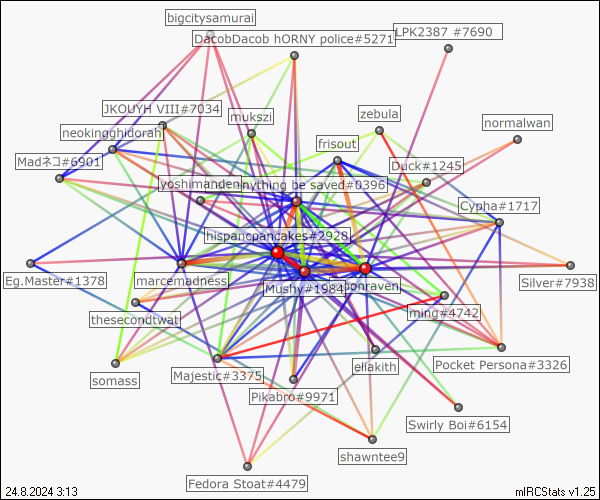 bigcitysamurai
LPK2387 #7690
DacobDacob hORNY police#5271
JKOUYH VIII#7034
mukszi
zebula
normalwan
neokingghidorah
frisout
Madネコ#6901
Duck#1245
yoshimanden
nything be saved#0396
Cypha#1717
hispancpancakes#2928
Eg.Master#1378
marcemadness
Mushy#1984
bonraven
Silver#7938
thesecondtwat
ming#4742
somass
Majestic#3375
eliakith
Pocket Persona#3326
Pikabro#9971
Swirly Boi#6154
shawntee9
Fedora Stoat#4479
24.8.2024 3:13
mIRCStats v1.25